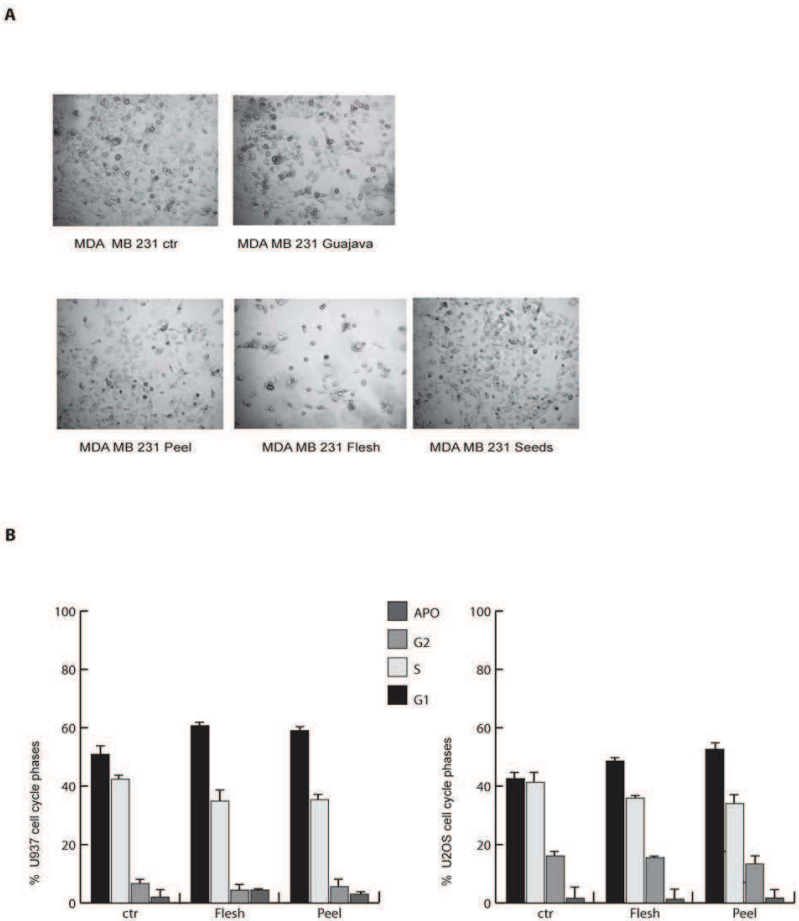 A
MDA MB 231 ctr
MDA MB 231 Guajava
MDA MB 231 Peel
MDA MB 231 Flesh
MDA MB 231 Seeds
B
% U937 cell cycle phases
100
80
60
40
20
0
ctr
Flesh
Peel
APO
G2
S
G1
% U2OS cell cycle phases
100
80
60
40
20
0
ctr
Flesh
Peel